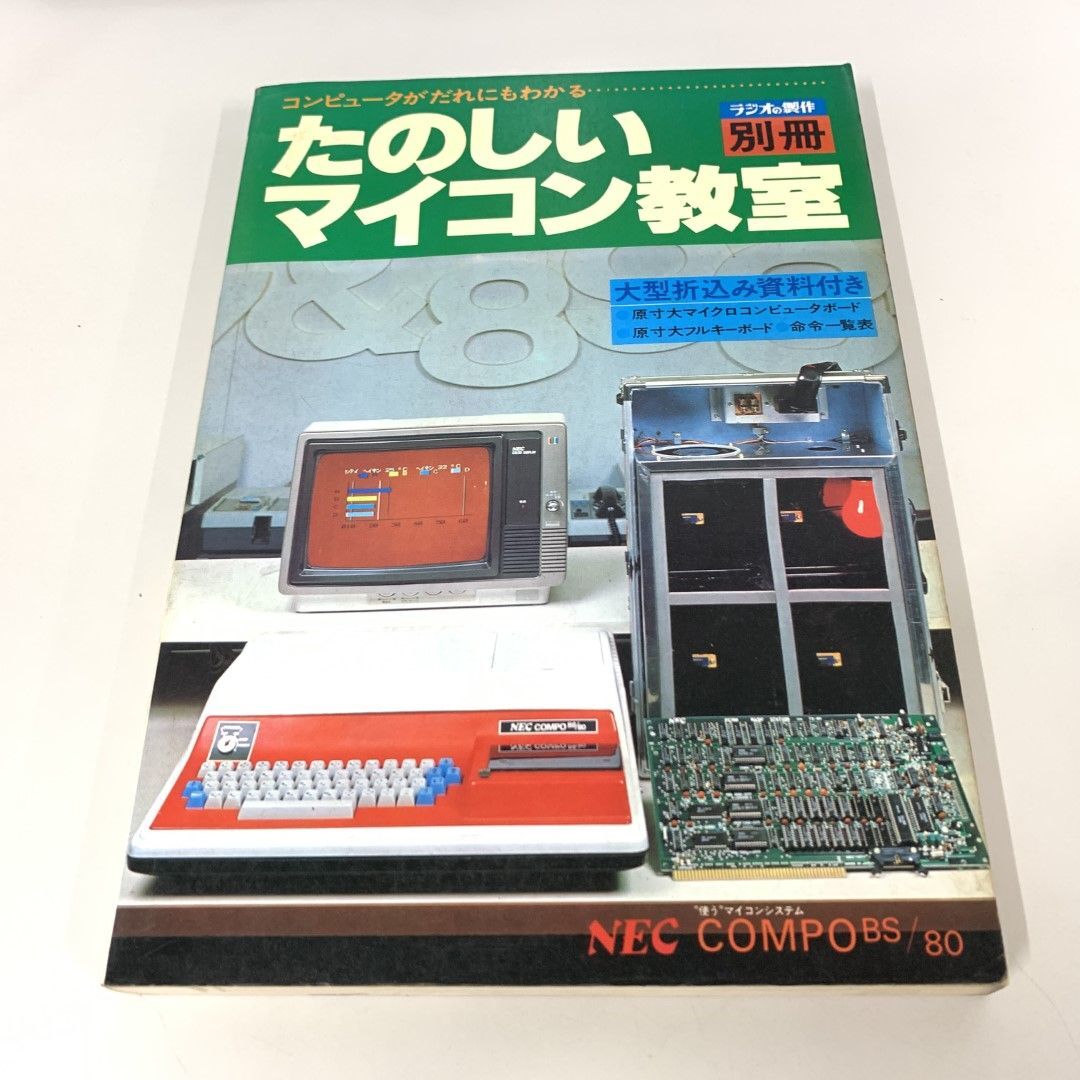 コンピュータがだれにもわかる
ラジオの製作
別冊
たのしい
マイコン教室
大型折込み資料付き
● 原寸大マイクロコンピュータボード
● 原寸大フルキーボード ● 命令一覧表
NEC
NEC COMPO BS/80
"使う"マイコンシステム
NEC COMPO BS/80